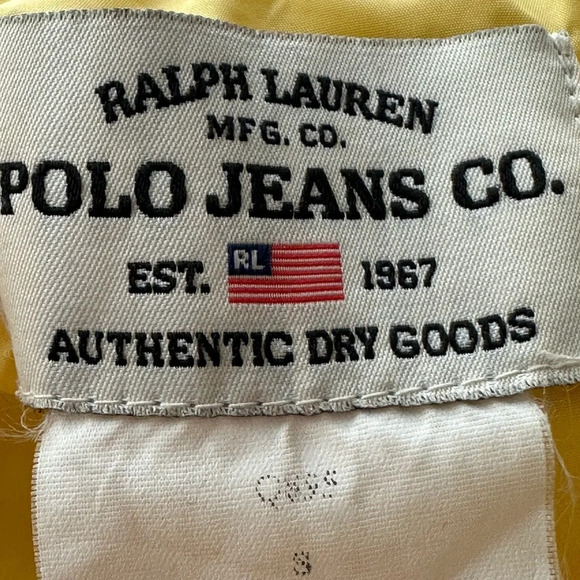 RALPH LAUREN
MFG. CO.
POLO JEANS CO.
EST. RL 1967
AUTHENTIC DRY GOODS
S